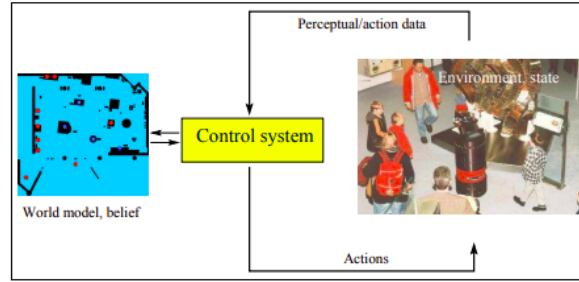 Perceptual/action data
Environment, state
Control system
World model, belief
Actions